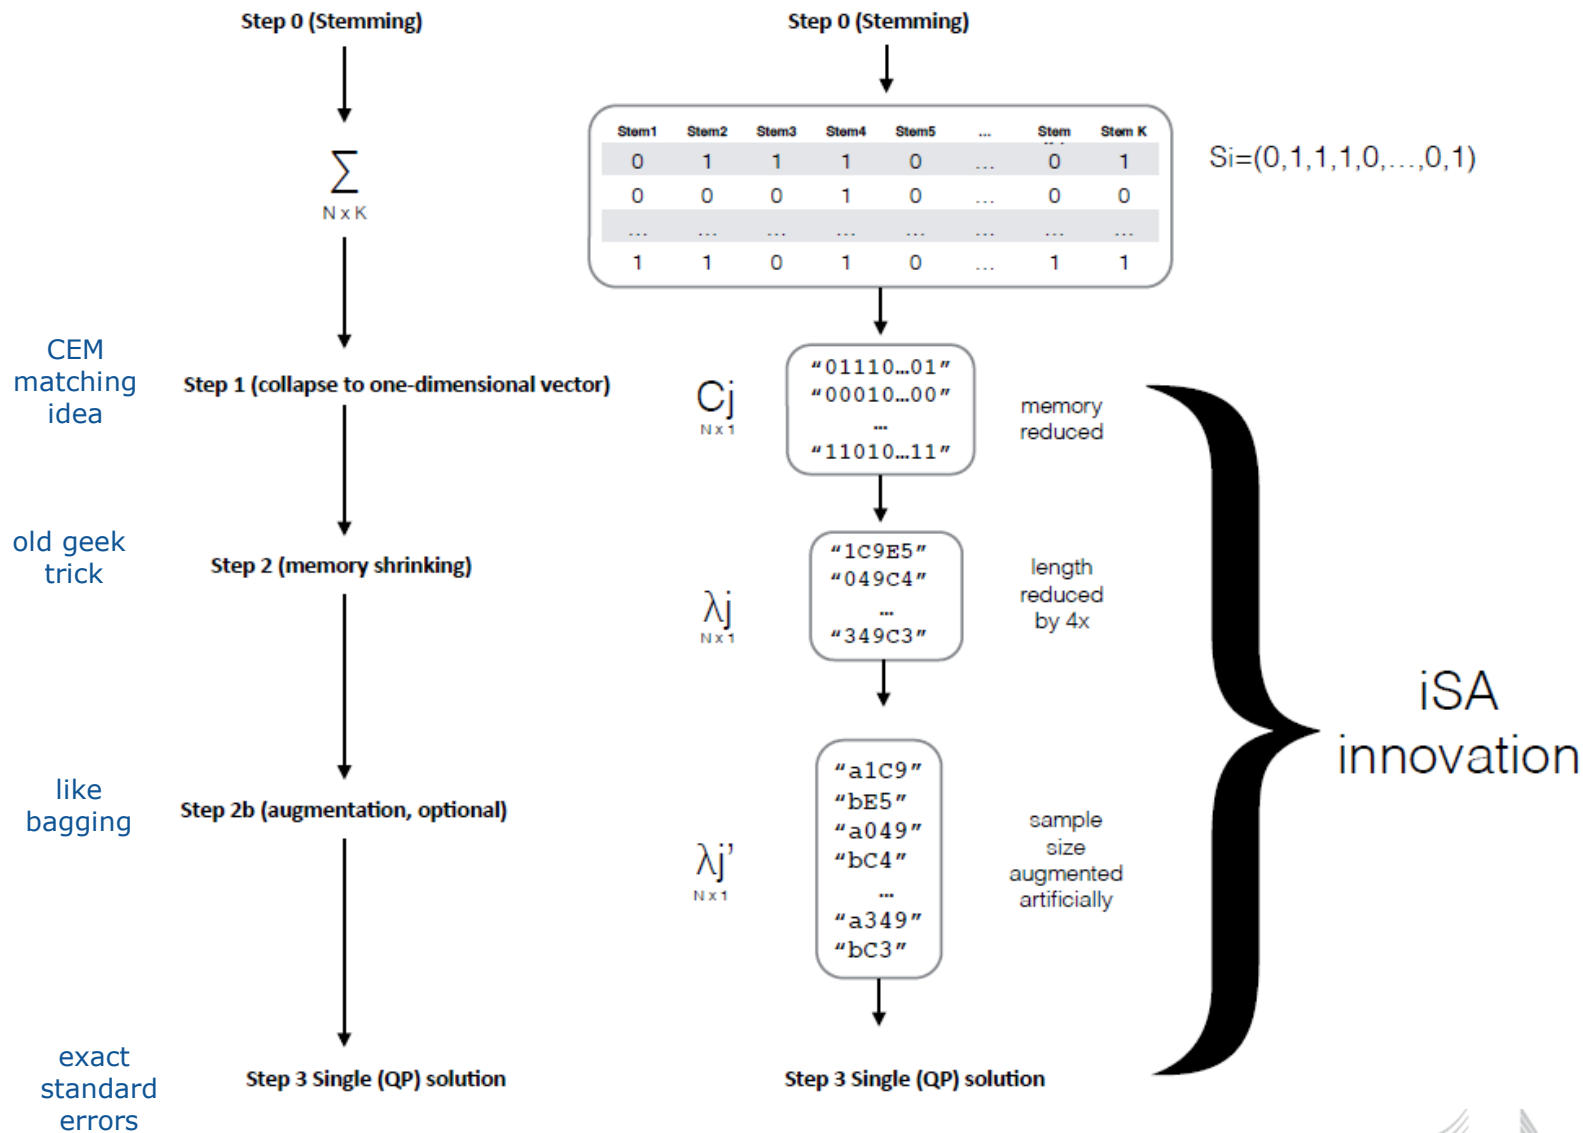 Step 0 (Stemming)
∑
N x K
CEM
matching
idea
Step 1 (collapse to one-dimensional vector)
old geek
trick
Step 2 (memory shrinking)
like
bagging
Step 2b (augmentation, optional)
exact
standard
errors
Step 3 Single (QP) solution
Step 0 (Stemming)
Stem1 Stem2 Stem3 Stem4 Stem5 ... Stem Stem K
0 1 1 1 0 ... 0 1
0 0 0 1 0 ... 0 0
... ... ... ... ... ... ... ...
1 1 0 1 0 ... 1 1
Si=(0,1,1,1,0,...,0,1)
Cj
N x 1
"01110…01"
"00010…00"
…
"11010…11"
memory
reduced
λj
N x 1
"1C9E5"
"049C4"
…
"349C3"
length
reduced
by 4x
λj’
N x 1
"a1C9"
"bE5"
"a049"
"bC4"
…
"a349"
"bC3"
sample
size
augmented
artificially
Step 3 Single (QP) solution
iSA
innovation